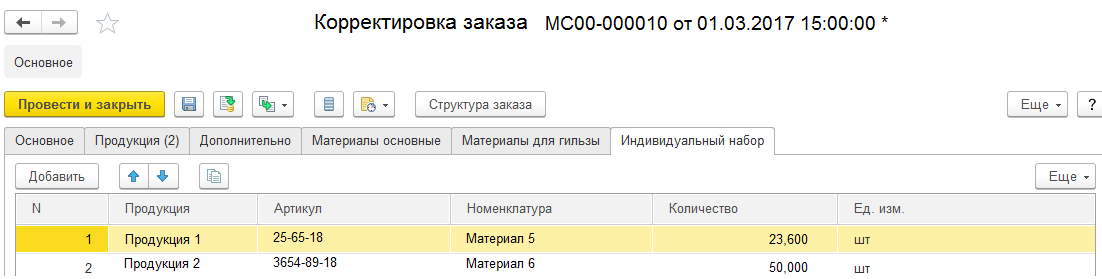 Корректировка заказа МС00-000010 от 01.03.2017 15:00:00 *
Основное
Провести и закрыть Структура заказа Еще ?
Основное Продукция (2) Дополнительно Материалы основные Материалы для гильзы Индивидуальный набор
Добавить Еще
N Продукция Артикул Номенклатура Количество Ед. изм.
1 Продукция 1 25-65-18 Материал 5 23,600 шт
2 Продукция 2 3654-89-18 Материал 6 50,000 шт